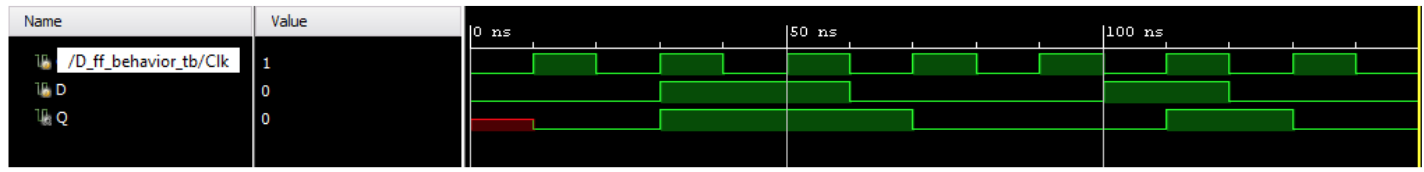 Name Value
0 ns 50 ns 100 ns
/D_ff_behavior_tb/Clk 1
D 0
Q 0